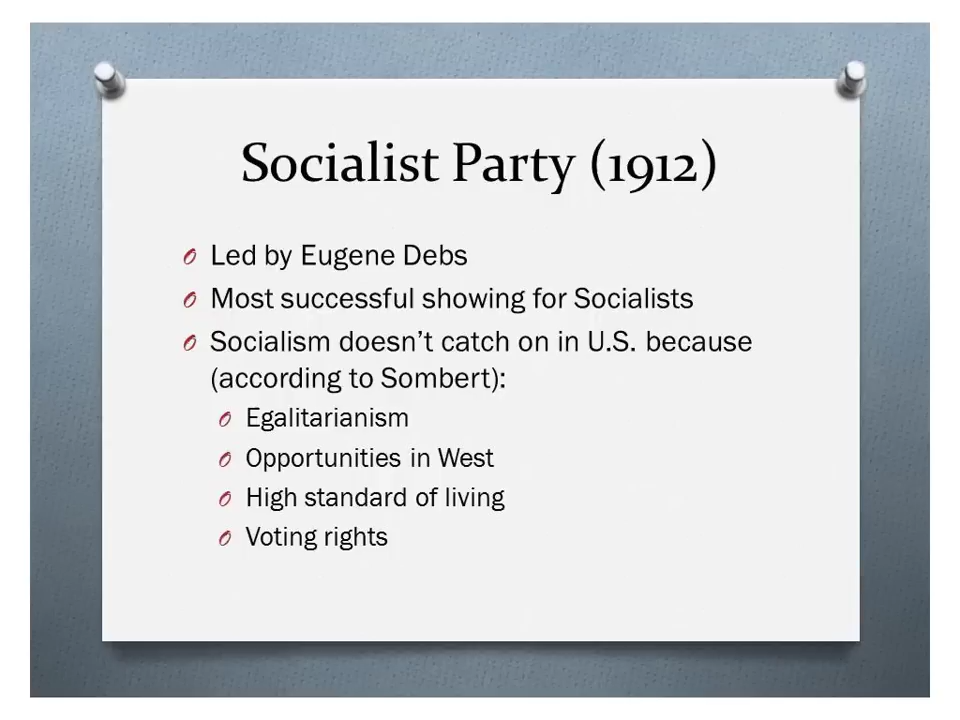 Socialist Party (1912)
Led by Eugene Debs
Most successful showing for Socialists
Socialism doesn’t catch on in U.S. because
(according to Sombert):
Egalitarianism
Opportunities in West
High standard of living
Voting rights